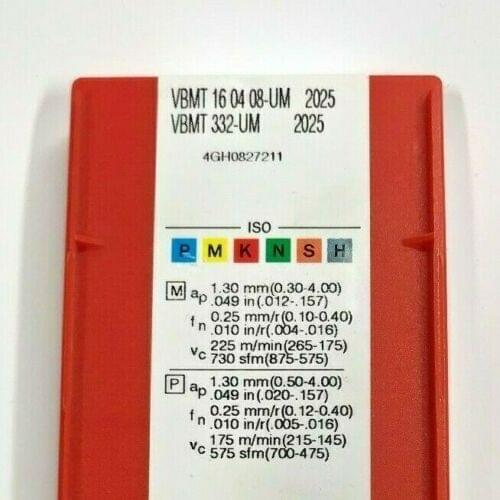 VBMT 16 04 08-UM 2025
VBMT 332-UM 2025
4GH0827211
ISO
P M K N S H
M ap 1.30 mm(0.30-4.00)
.049 in(.012-.157)
fn 0.25 mm/r(0.10-0.40)
.010 in/r(.004-.016)
vc 225 m/min(265-175)
730 sfm(875-575)
P ap 1.30 mm(0.50-4.00)
.049 in(.020-.157)
fn 0.25 mm/r(0.12-0.40)
.010 in/r(.005-.016)
vc 175 m/min(215-145)
575 sfm(700-475)